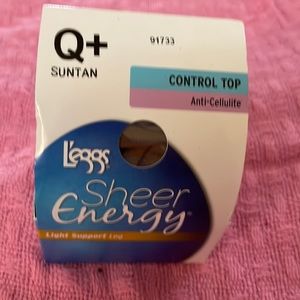 Q+
91733
SUNTAN
CONTROL TOP
Anti-Cellulite
L'eggs
Sheer
Energy
Light Support Leg